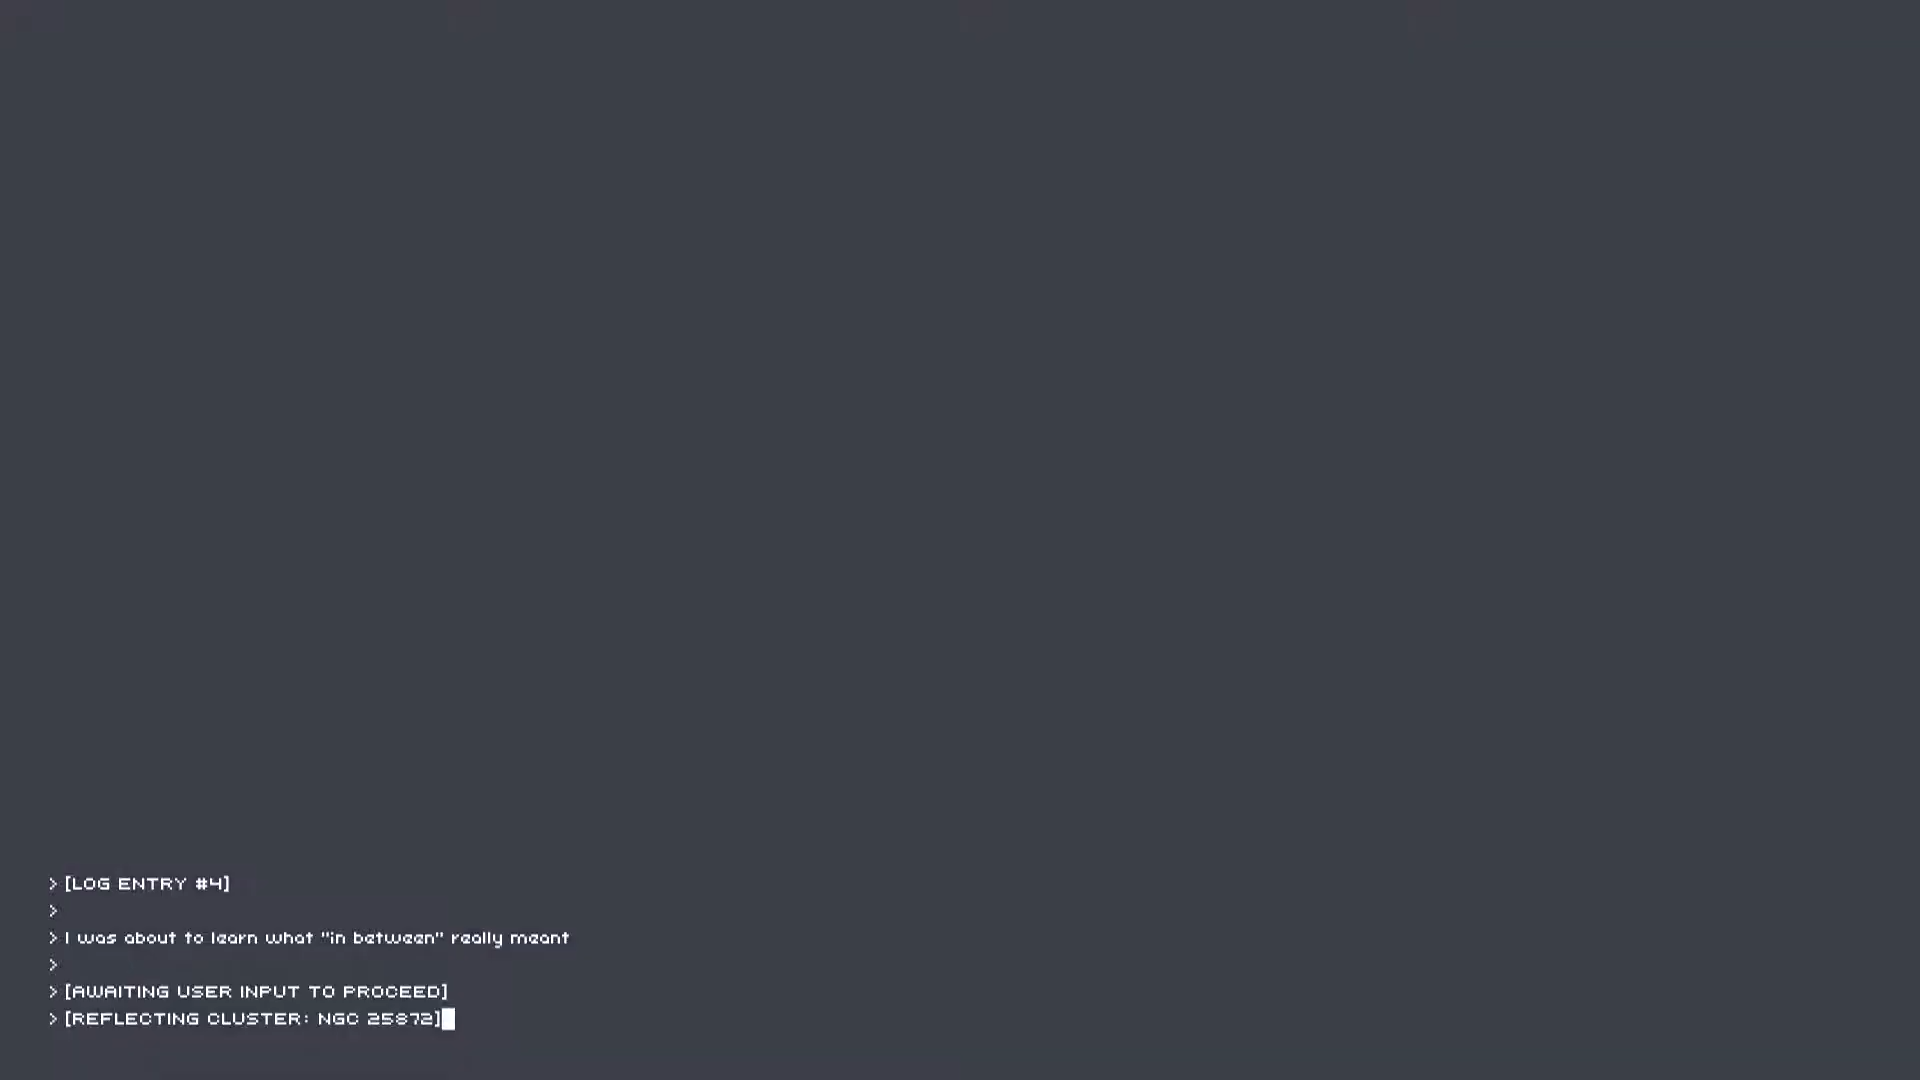 > [LOG ENTRY #4]
>
> I was about to learn what "in between" really meant
>
> [AWAITING USER INPUT TO PROCEED]
> [REFLECTING CLUSTER: NGC 25872]